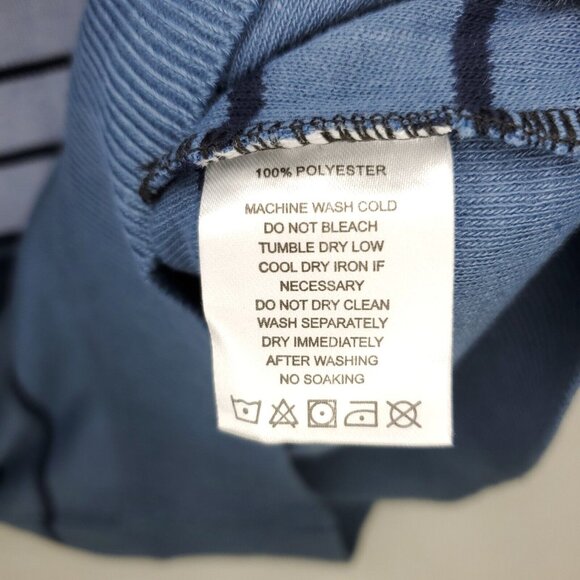 100% POLYESTER
MACHINE WASH COLD
DO NOT BLEACH
TUMBLE DRY LOW
COOL DRY IRON IF
NECESSARY
DO NOT DRY CLEAN
WASH SEPARATELY
DRY IMMEDIATELY
AFTER WASHING
NO SOAKING